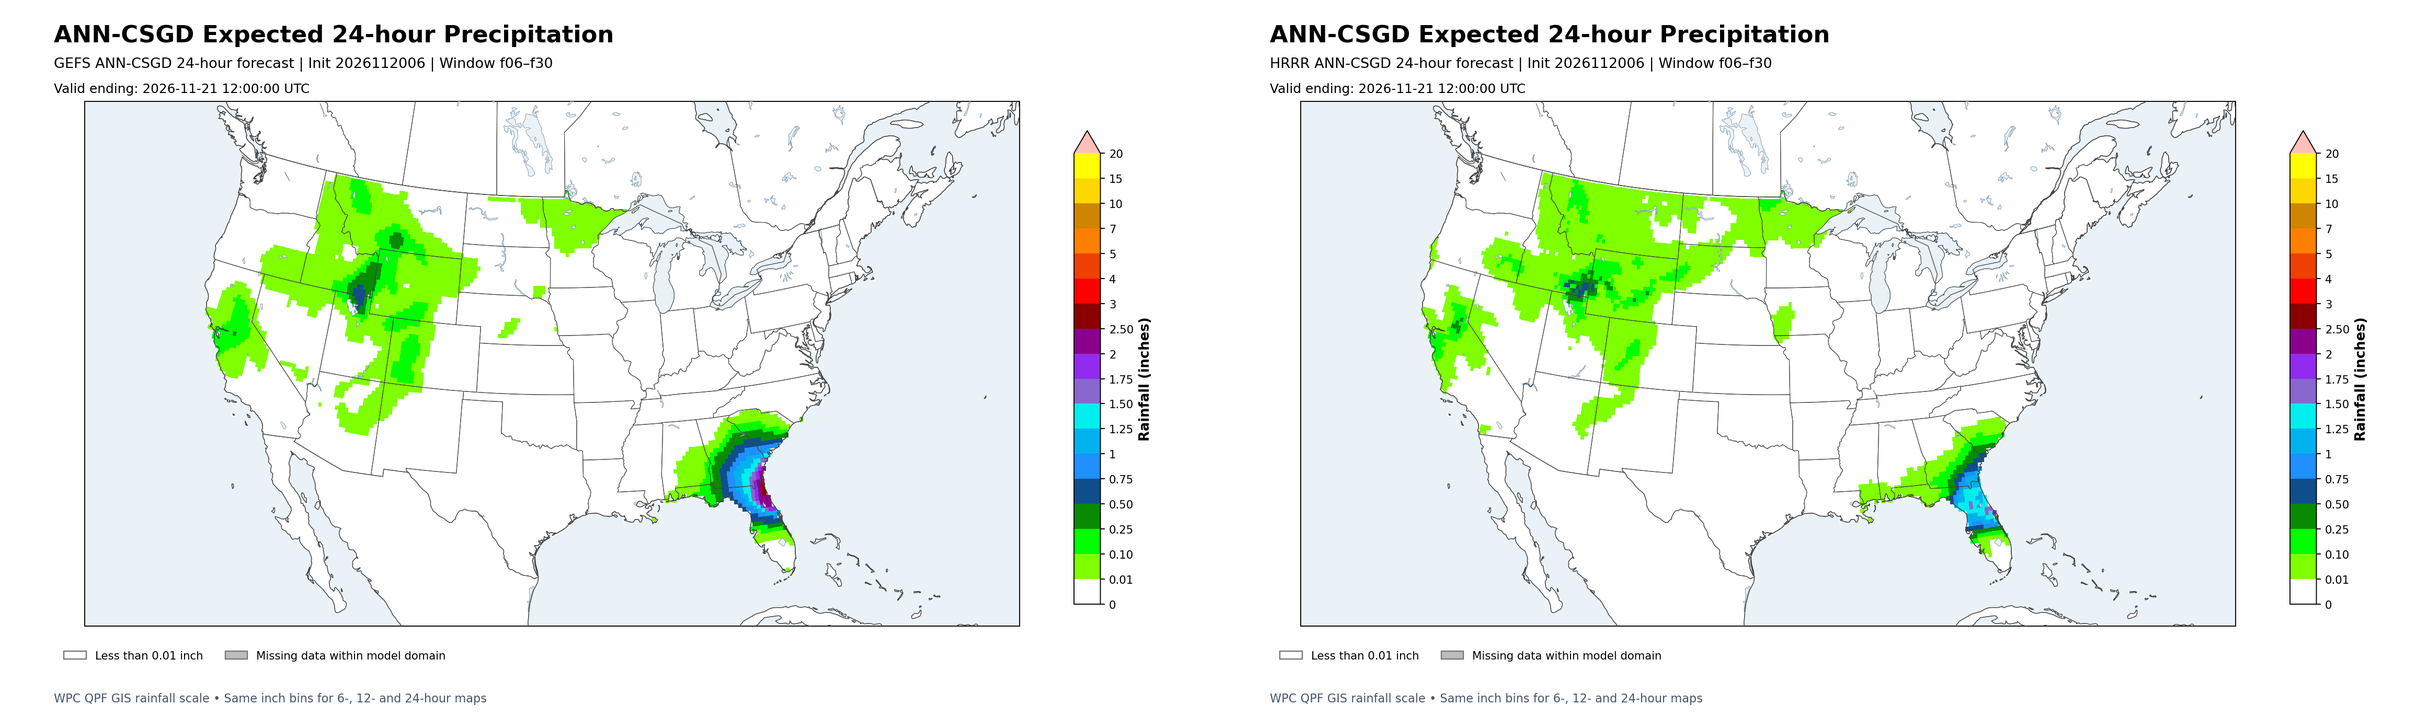 ANN-CSGD Expected 24-hour Precipitation
GEFS ANN-CSGD 24-hour forecast | Init 2026112006 | Window f06–f30
Valid ending: 2026-11-21 12:00:00 UTC
20
15
10
7
5
4
3
2.50
2
1.75
1.50
1.25
1
0.75
0.50
0.25
0.10
0.01
0
Rainfall (inches)
Less than 0.01 inch
Missing data within model domain
WPC QPF GIS rainfall scale • Same inch bins for 6-, 12- and 24-hour maps
ANN-CSGD Expected 24-hour Precipitation
HRRR ANN-CSGD 24-hour forecast | Init 2026112006 | Window f06–f30
Valid ending: 2026-11-21 12:00:00 UTC
20
15
10
7
5
4
3
2.50
2
1.75
1.50
1.25
1
0.75
0.50
0.25
0.10
0.01
0
Rainfall (inches)
Less than 0.01 inch
Missing data within model domain
WPC QPF GIS rainfall scale • Same inch bins for 6-, 12- and 24-hour maps